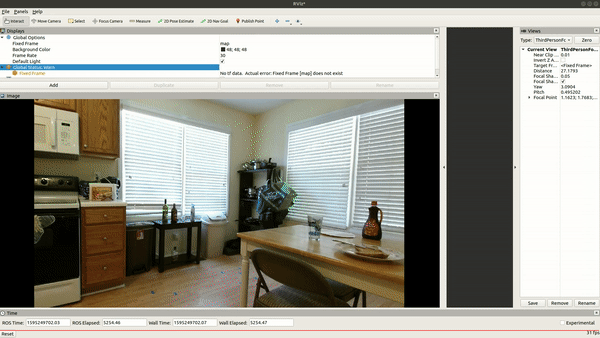 RViz*
File Panels Help
Interact Move Camera Select Focus Camera Measure 2D Pose Estimate 2D Nav Goal Publish Point
Displays
Global Options
Fixed Frame map
Background Color 48; 48; 48
Frame Rate 30
Default Light
Global Status: Warn
Fixed Frame No tf data. Actual error: Fixed Frame [map] does not exist
Add Duplicate Remove Rename
Image
Views
Type: ThirdPersonFc Zero
Current View ThirdPersonFo...
Near Clip ... 0.01
Invert Z A...
Target Fr... <Fixed Frame>
Distance 27.1793
Focal Sha... 0.05
Focal Sha...
Yaw 3.0904
Pitch 0.495202
Focal Point 1.1623; 1.7683;...
Save Remove Rename
Time
ROS Time: 1595249702.03 ROS Elapsed: 5254.46 Wall Time: 1595249702.07 Wall Elapsed: 5254.47 Experimental
Reset 31 fps